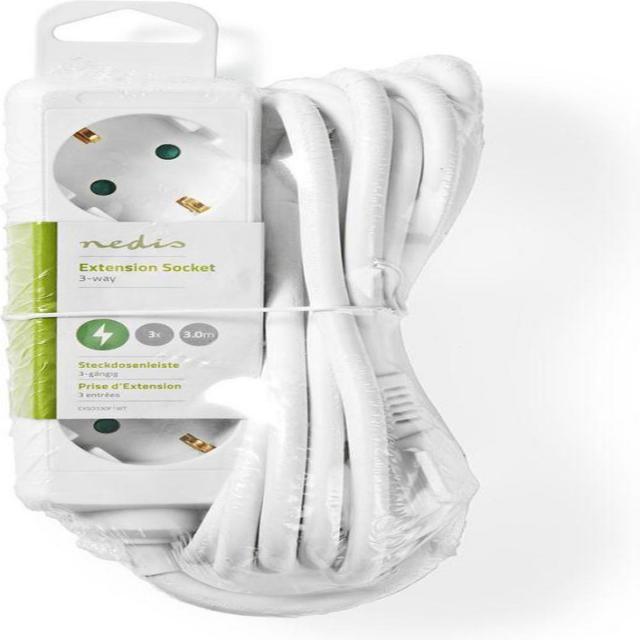 nedis
Extension Socket
3-way
3x
3.0m
Steckdosenleiste
3-gängig
Prise d'Extension
3 entrées